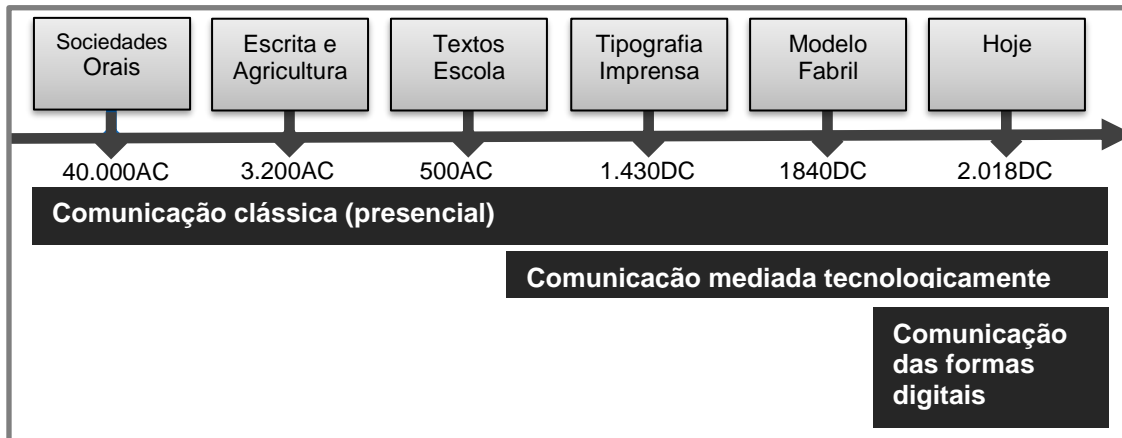 Sociedades
Orais
Escrita e
Agricultura
Textos
Escola
Tipografia
Imprensa
Modelo
Fabril
Hoje
40.000AC
3.200AC
500AC
1.430DC
1840DC
2.018DC
Comunicação clássica (presencial)
Comunicação mediada tecnologicamente
Comunicação
das formas
digitais